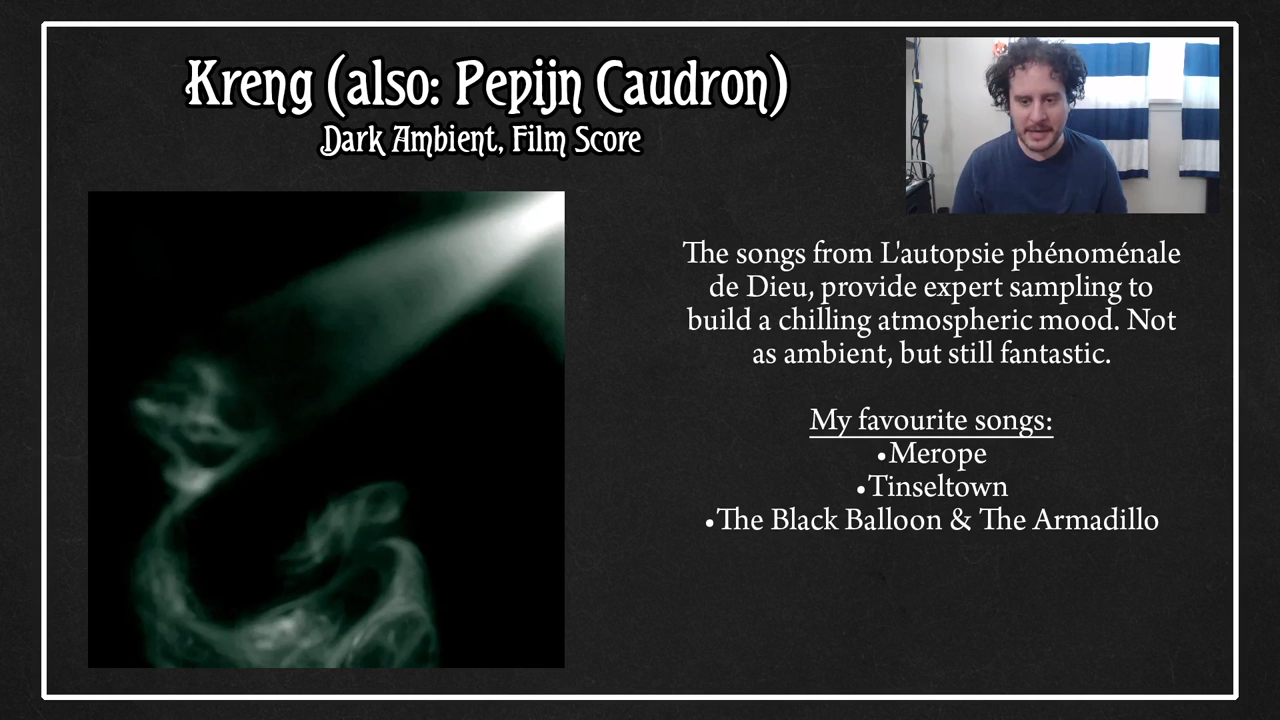 Kreng (also: Pepijn Caudron)
Dark Ambient, Film Score
The songs from L'autopsie phénoménale
de Dieu, provide expert sampling to
build a chilling atmospheric mood. Not
as ambient, but still fantastic.
My favourite songs:
•Merope
•Tinseltown
•The Black Balloon & The Armadillo